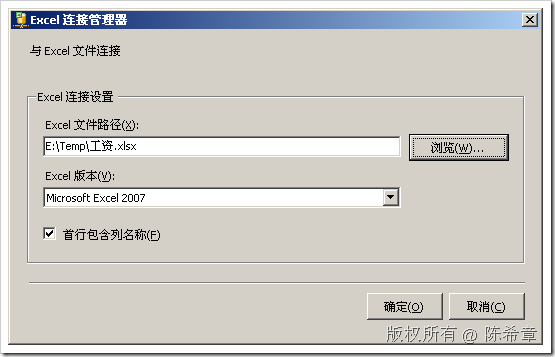 Excel 连接管理器
与 Excel 文件连接
Excel 连接设置
Excel 文件路径(X):
E:\Temp\工资.xlsx
浏览(W)...
Excel 版本(V):
Microsoft Excel 2007
首行包含列名称(F)
确定(O)
取消(C)
版权所有 @ 陈希章